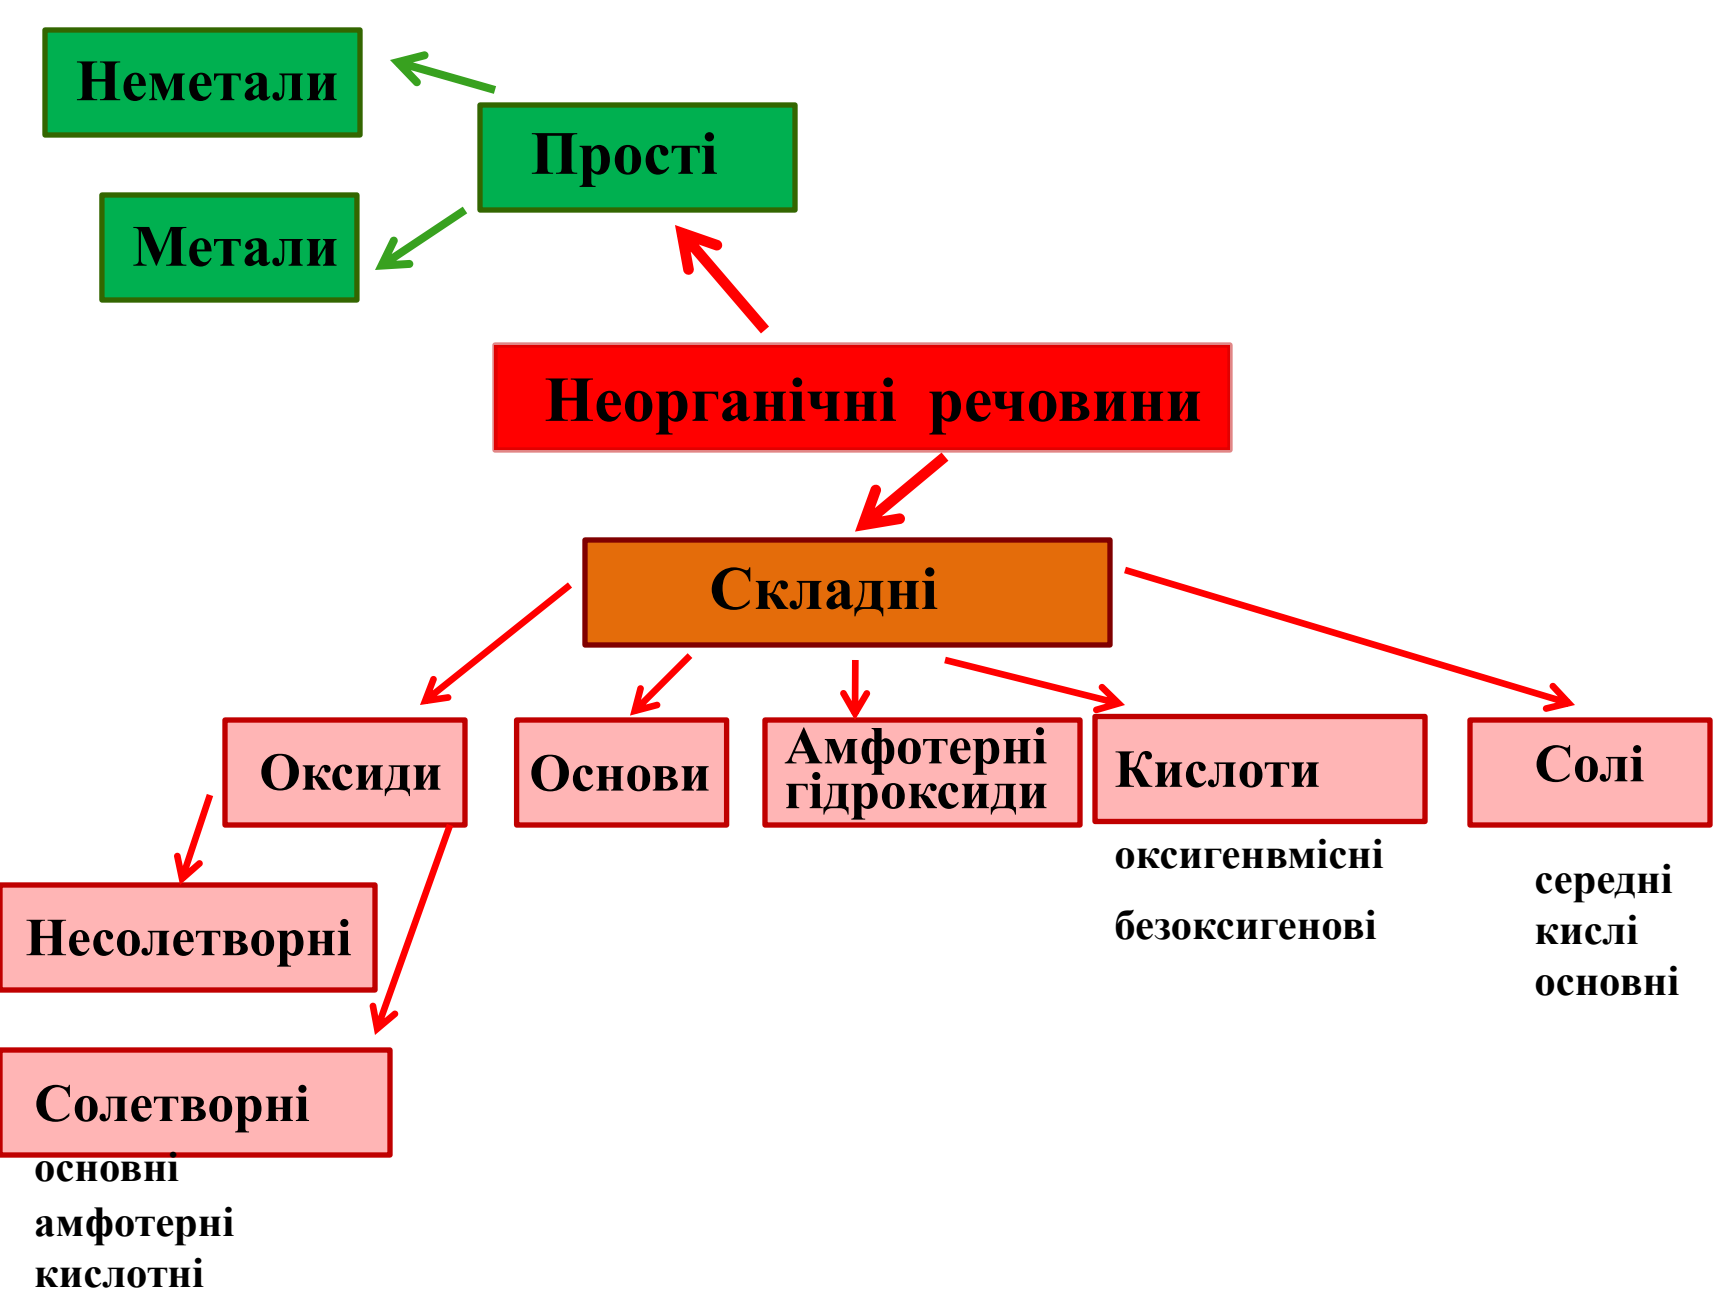 Неметали
Прості
Метали
Неорганічні речовини
Складні
Оксиди
Основи
Амфотерні
гідроксиди
Кислоти
Солі
оксигенвмісні
безоксигенові
середні
кислі
основні
Несолетворні
Солетворні
основні
амфотерні
кислотні